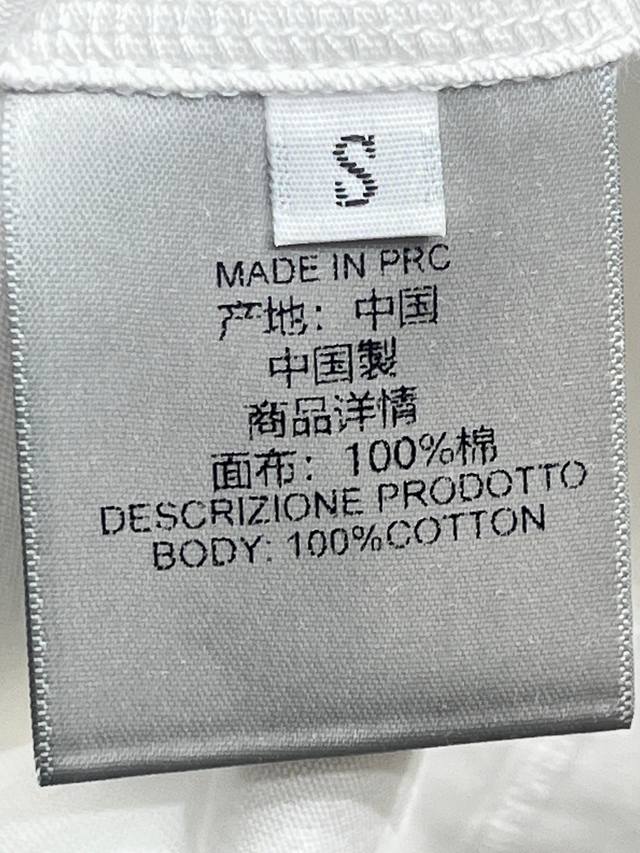 S
MADE IN PRC
产地：中国
中国製
商品详情
面布：100%棉
DESCRIZIONE PRODOTTO
BODY: 100%COTTON